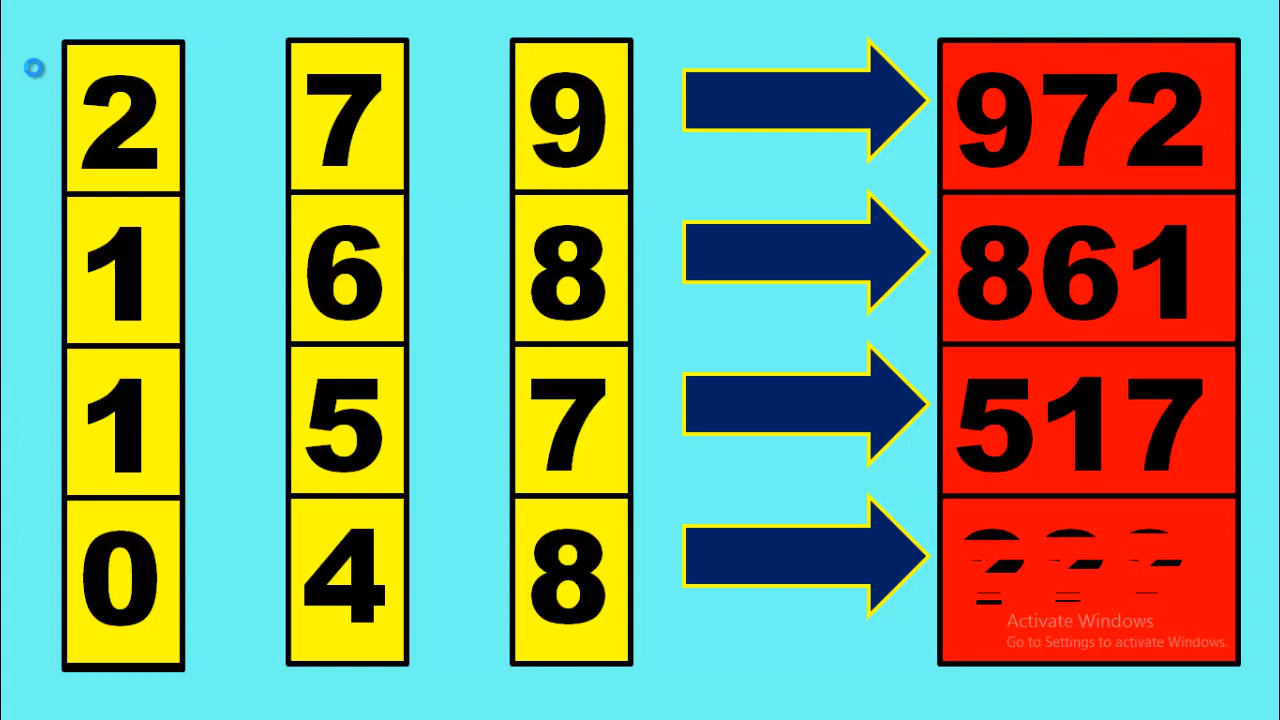 2 7 9 972
1 6 8 861
1 5 7 517
0 4 8
Activate Windows
Go to Settings to activate Windows.